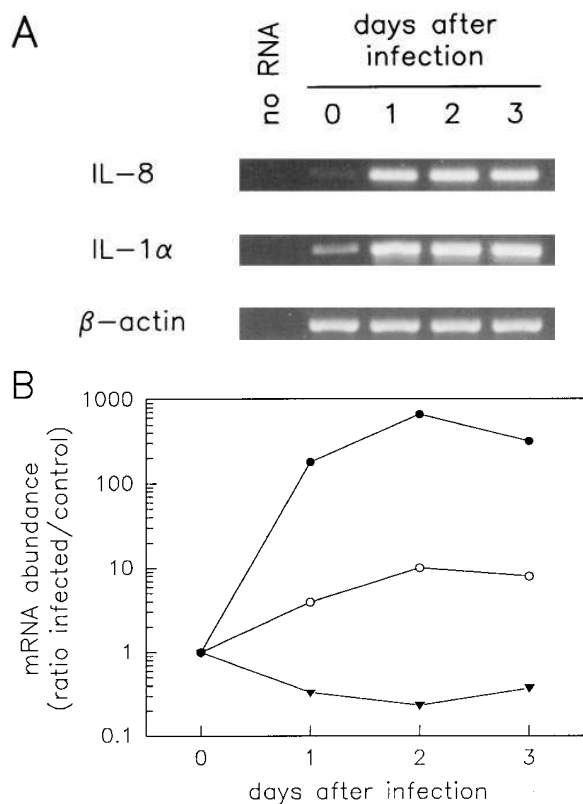 A
no RNA
days after
infection
0 1 2 3
IL-8
IL-1α
β-actin
B
mRNA abundance
(ratio infected/control)
1000
100
10
1
0.1
0 1 2 3
days after infection